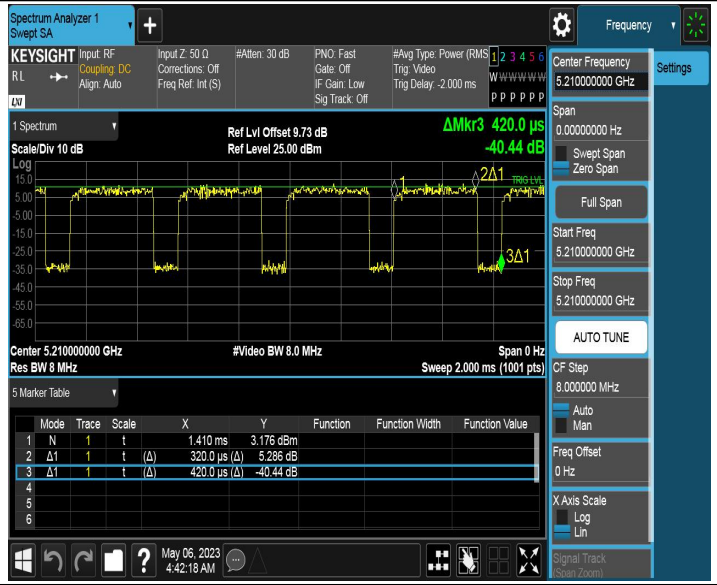 Spectrum Analyzer 1
Swept SA
+
Frequency
KEYSIGHT
RL
LXI
Input: RF
Coupling: DC
Align: Auto
Input Z: 50 Ω
Corrections: Off
Freq Ref: Int (S)
#Atten: 30 dB
PNO: Fast
Gate: Off
IF Gain: Low
Sig Track: Off
#Avg Type: Power (RMS
Trig: Video
Trig Delay: -2.000 ms
1 2 3 4 5 6
W W W W W W
P P P P P P
1 Spectrum
Scale/Div 10 dB
Ref Lvl Offset 9.73 dB
Ref Level 25.00 dBm
ΔMkr3 420.0 µs
-40.44 dB
Log
15.0
5.00
-5.00
-15.0
-25.0
-35.0
-45.0
-55.0
-65.0
1
2Δ1
TRIG LVL
3Δ1
Center 5.210000000 GHz
#Video BW 8.0 MHz
Span 0 Hz
Res BW 8 MHz
Sweep 2.000 ms (1001 pts)
5 Marker Table
Mode Trace Scale X Y Function Function Width Function Value
1 N 1 t 1.410 ms 3.176 dBm
2 Δ1 1 t (Δ) 320.0 µs (Δ) 5.286 dB
3 Δ1 1 t (Δ) 420.0 µs (Δ) -40.44 dB
4
5
6
?
May 06, 2023
4:42:18 AM
Center Frequency
5.210000000 GHz
Settings
Span
0.00000000 Hz
Swept Span
Zero Span
Full Span
Start Freq
5.210000000 GHz
Stop Freq
5.210000000 GHz
AUTO TUNE
CF Step
8.000000 MHz
Auto
Man
Freq Offset
0 Hz
X Axis Scale
Log
Lin
Signal Track
(Span Zoom)